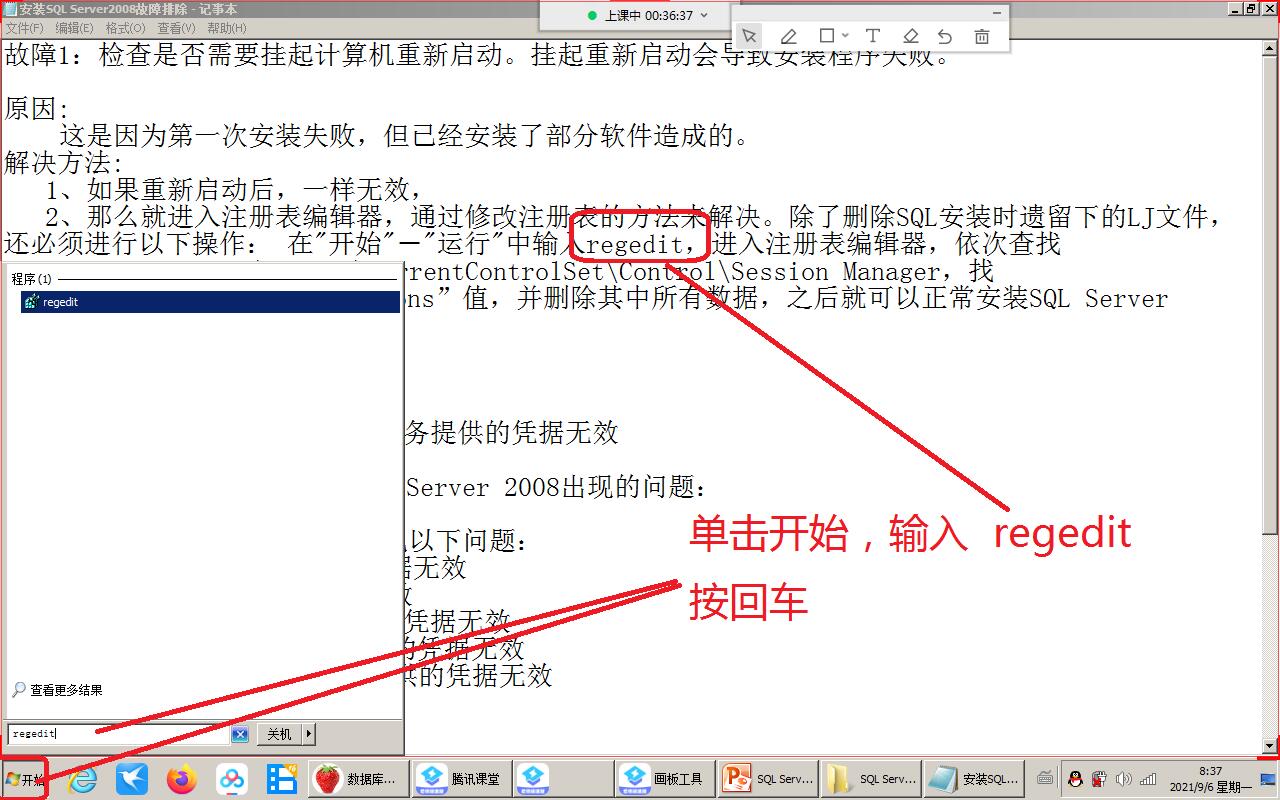 安装SQL Server2008故障排除 - 记事本
上课中 00:36:37
文件(F) 编辑(E) 格式(O) 查看(V) 帮助(H)
故障1: 检查是否需要挂起计算机重新启动。挂起重新启动会导致安装程序失败。
原因:
这是因为第一次安装失败，但已经安装了部分软件造成的。
解决方法:
1、如果重新启动后，一样无效，
2、那么就进入注册表编辑器，通过修改注册表的方法来解决。除了删除SQL安装时遗留下的LJ文件，
还必须进行以下操作: 在"开始"—"运行"中输入regedit，进入注册表编辑器，依次查找
rrentControlSet\Control\Session Manager，找
ons”值，并删除其中所有数据，之后就可以正常安装SQL Server
程序 (1)
regedit
务提供的凭据无效
Server 2008出现的问题:
以下问题:
据无效
凭据无效
的凭据无效
供的凭据无效
单击开始，输入 regedit
按回车
查看更多结果
regedit
关机
开始
数据库...
腾讯课堂
画板工具
SQL Serv...
SQL Serv...
安装SQL...
8:37
2021/9/6 星期一